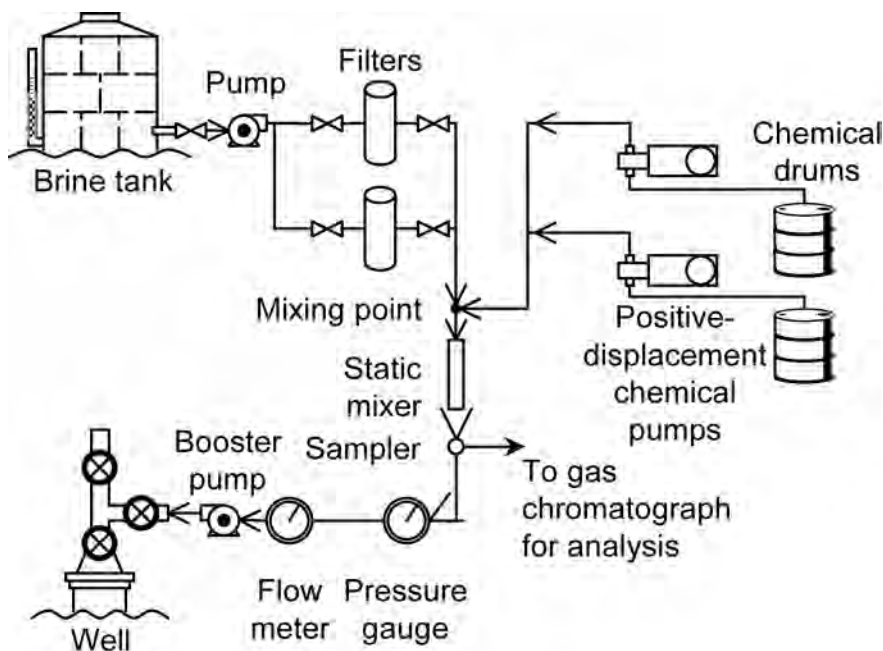 Filters
Pump
Chemical
drums
Brine tank
Mixing point
Positive-
displacement
chemical
pumps
Static
mixer
Sampler
Booster
pump
To gas
chromatograph
for analysis
Flow
meter
Pressure
gauge
Well